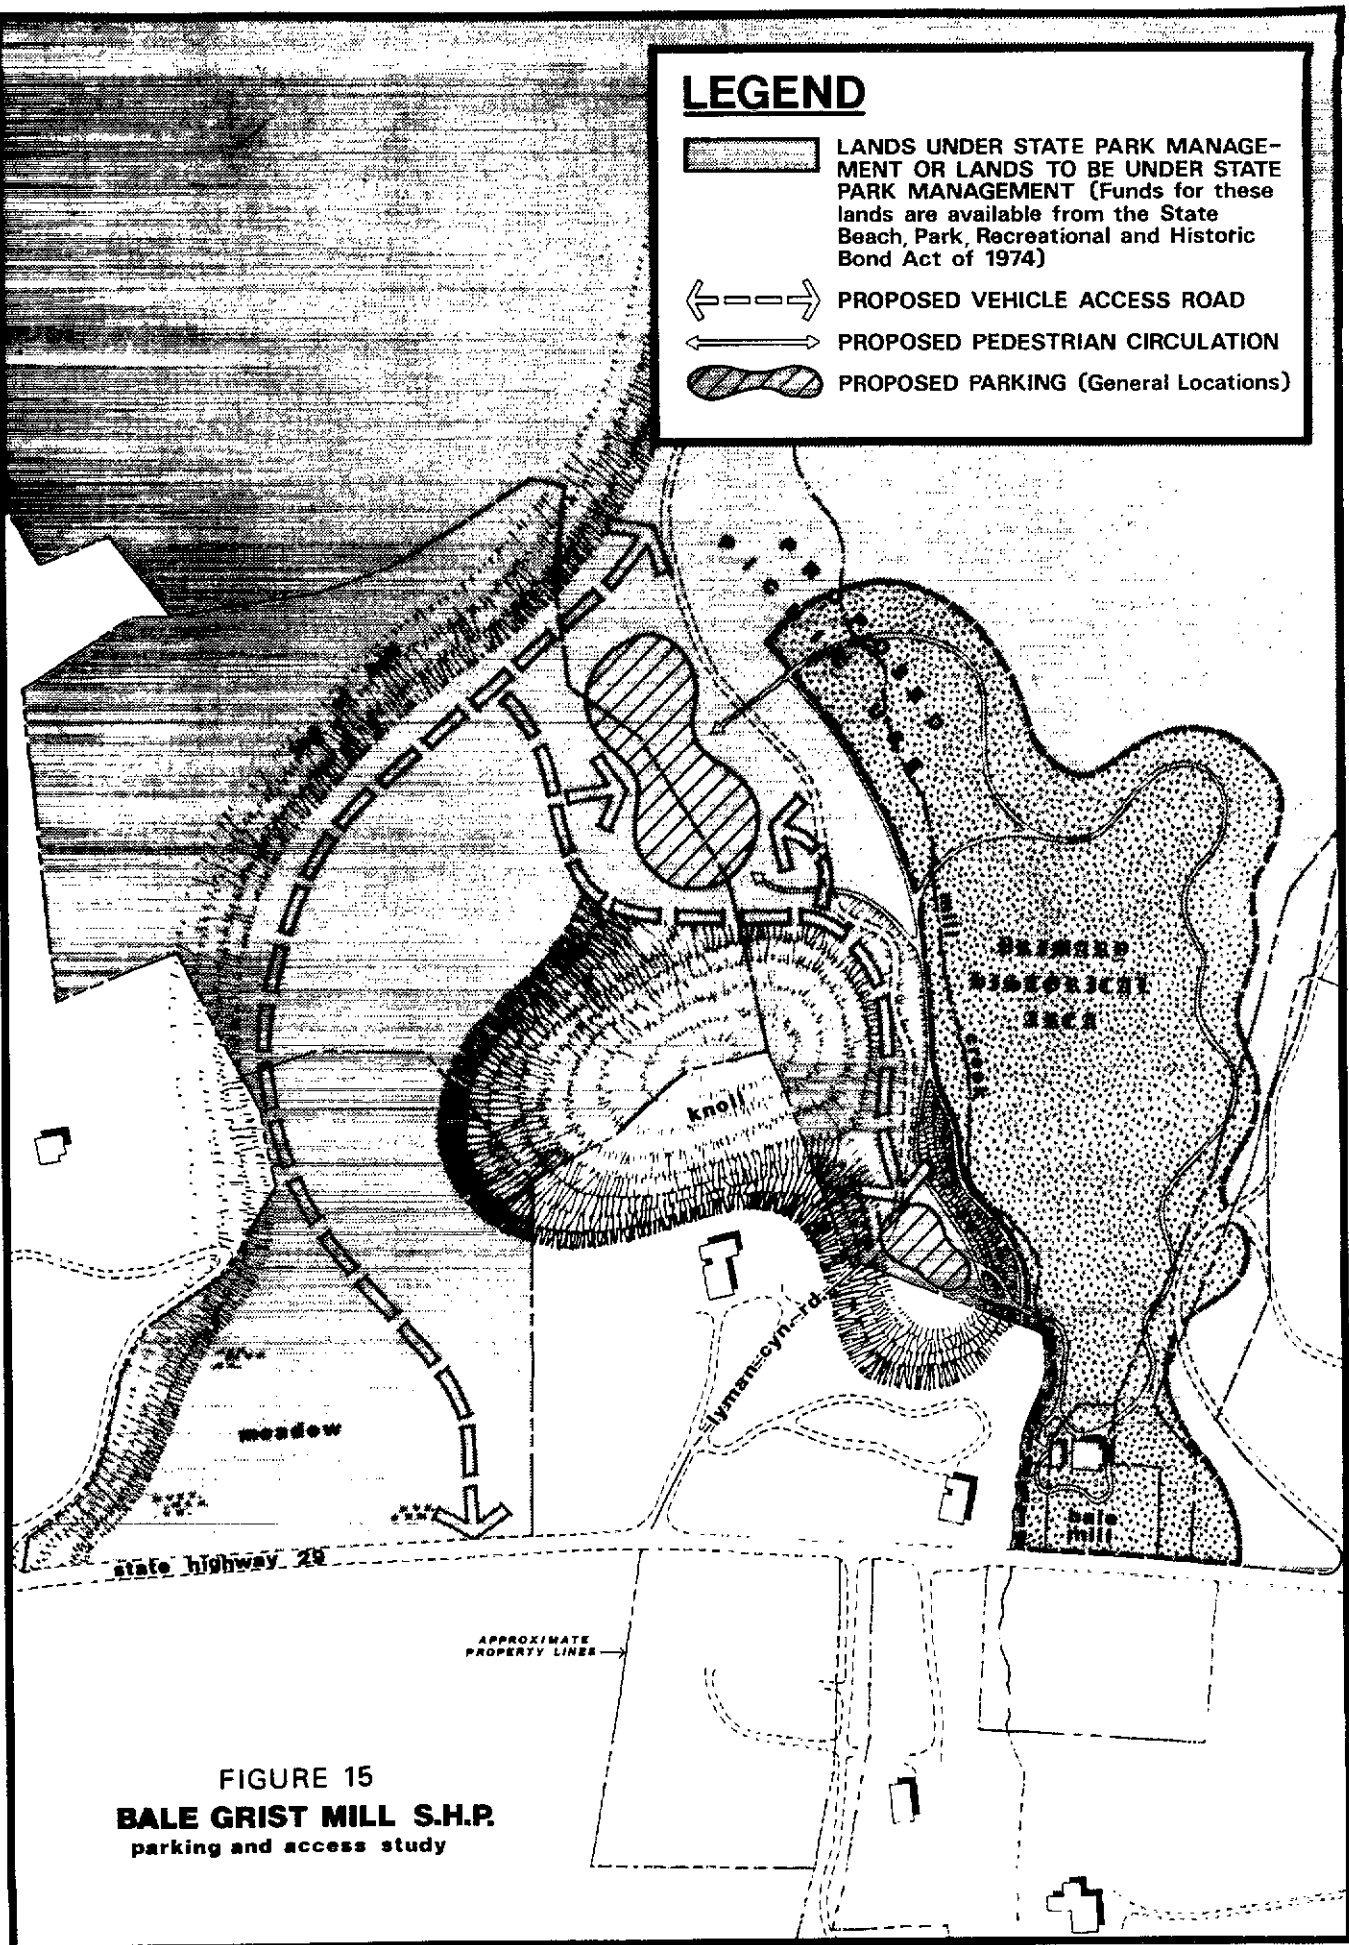 LEGEND
LANDS UNDER STATE PARK MANAGE-
MENT OR LANDS TO BE UNDER STATE
PARK MANAGEMENT (Funds for these
lands are available from the State
Beach, Park, Recreational and Historic
Bond Act of 1974)
PROPOSED VEHICLE ACCESS ROAD
PROPOSED PEDESTRIAN CIRCULATION
PROPOSED PARKING (General Locations)
mill
creek
PRIMARY
HISTORICAL
AREA
knoll
lyman cyn. rd.
meadow
bale
mill
state highway 29
APPROXIMATE
PROPERTY LINES
FIGURE 15
BALE GRIST MILL S.H.P.
parking and access study